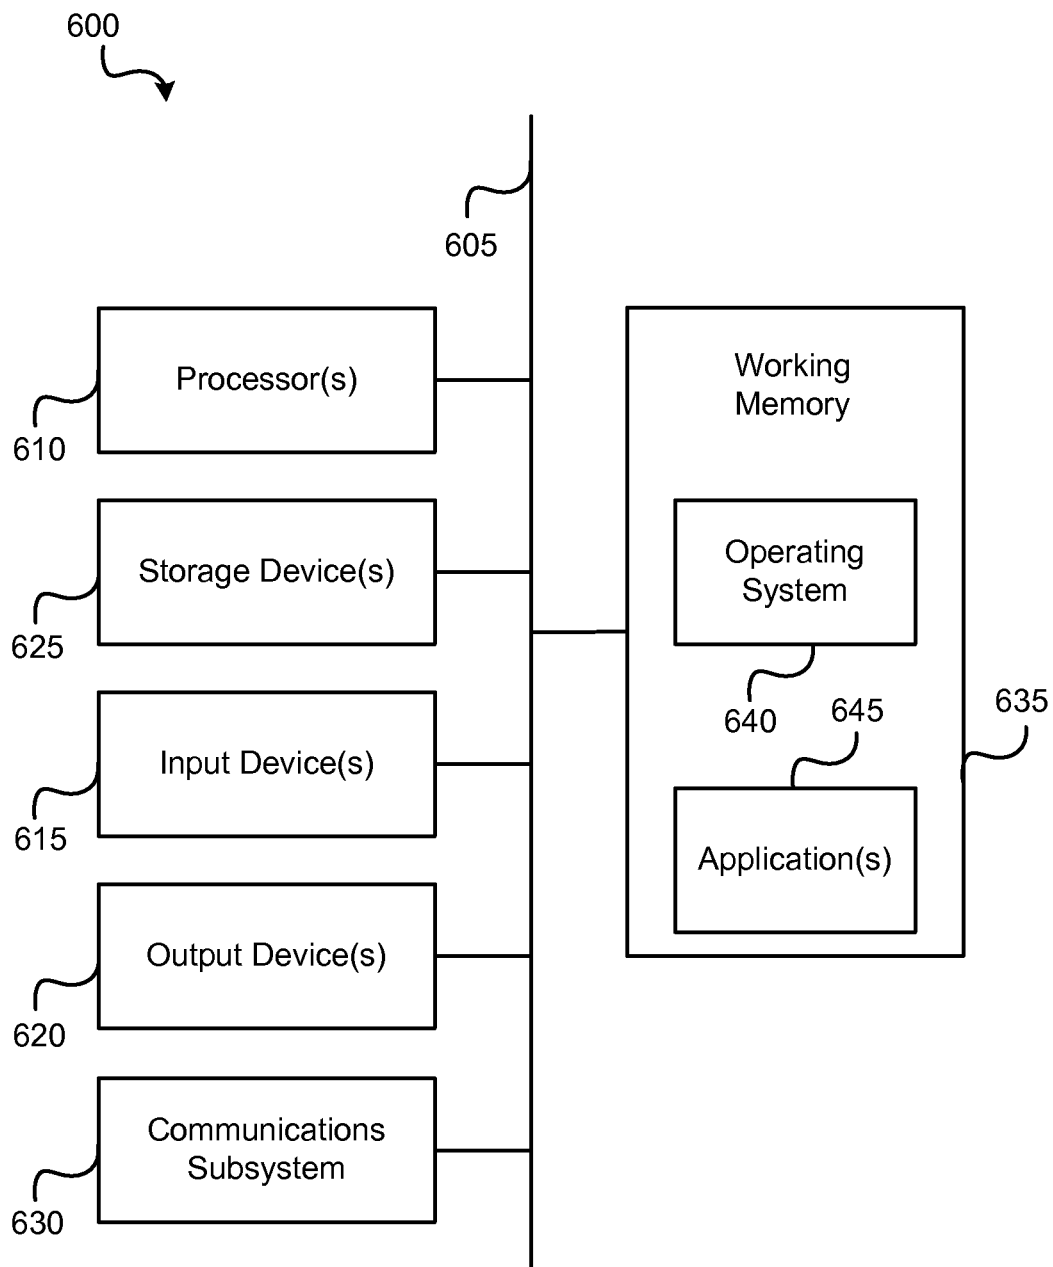 600
605
Processor(s)
610
Storage Device(s)
625
Input Device(s)
615
Output Device(s)
620
Communications
Subsystem
630
Working
Memory
Operating
System
640
645
635
Application(s)